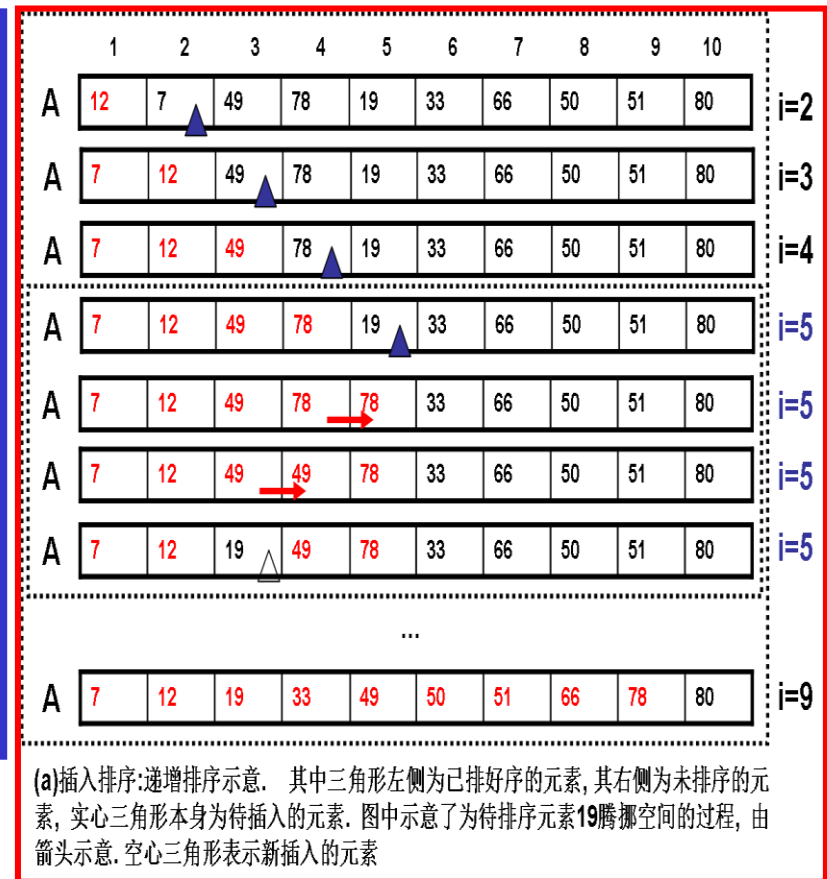 1 2 3 4 5 6 7 8 9 10
A 12 7 49 78 19 33 66 50 51 80 i=2
A 7 12 49 78 19 33 66 50 51 80 i=3
A 7 12 49 78 19 33 66 50 51 80 i=4
A 7 12 49 78 19 33 66 50 51 80 i=5
A 7 12 49 78 78 33 66 50 51 80 i=5
A 7 12 49 49 78 33 66 50 51 80 i=5
A 7 12 19 49 78 33 66 50 51 80 i=5
...
A 7 12 19 33 49 50 51 66 78 80 i=9
(a)插入排序:递增排序示意. 其中三角形左侧为已排好序的元素, 其右侧为未排序的元
素, 实心三角形本身为待插入的元素. 图中示意了为待排序元素19腾挪空间的过程, 由
箭头示意. 空心三角形表示新插入的元素